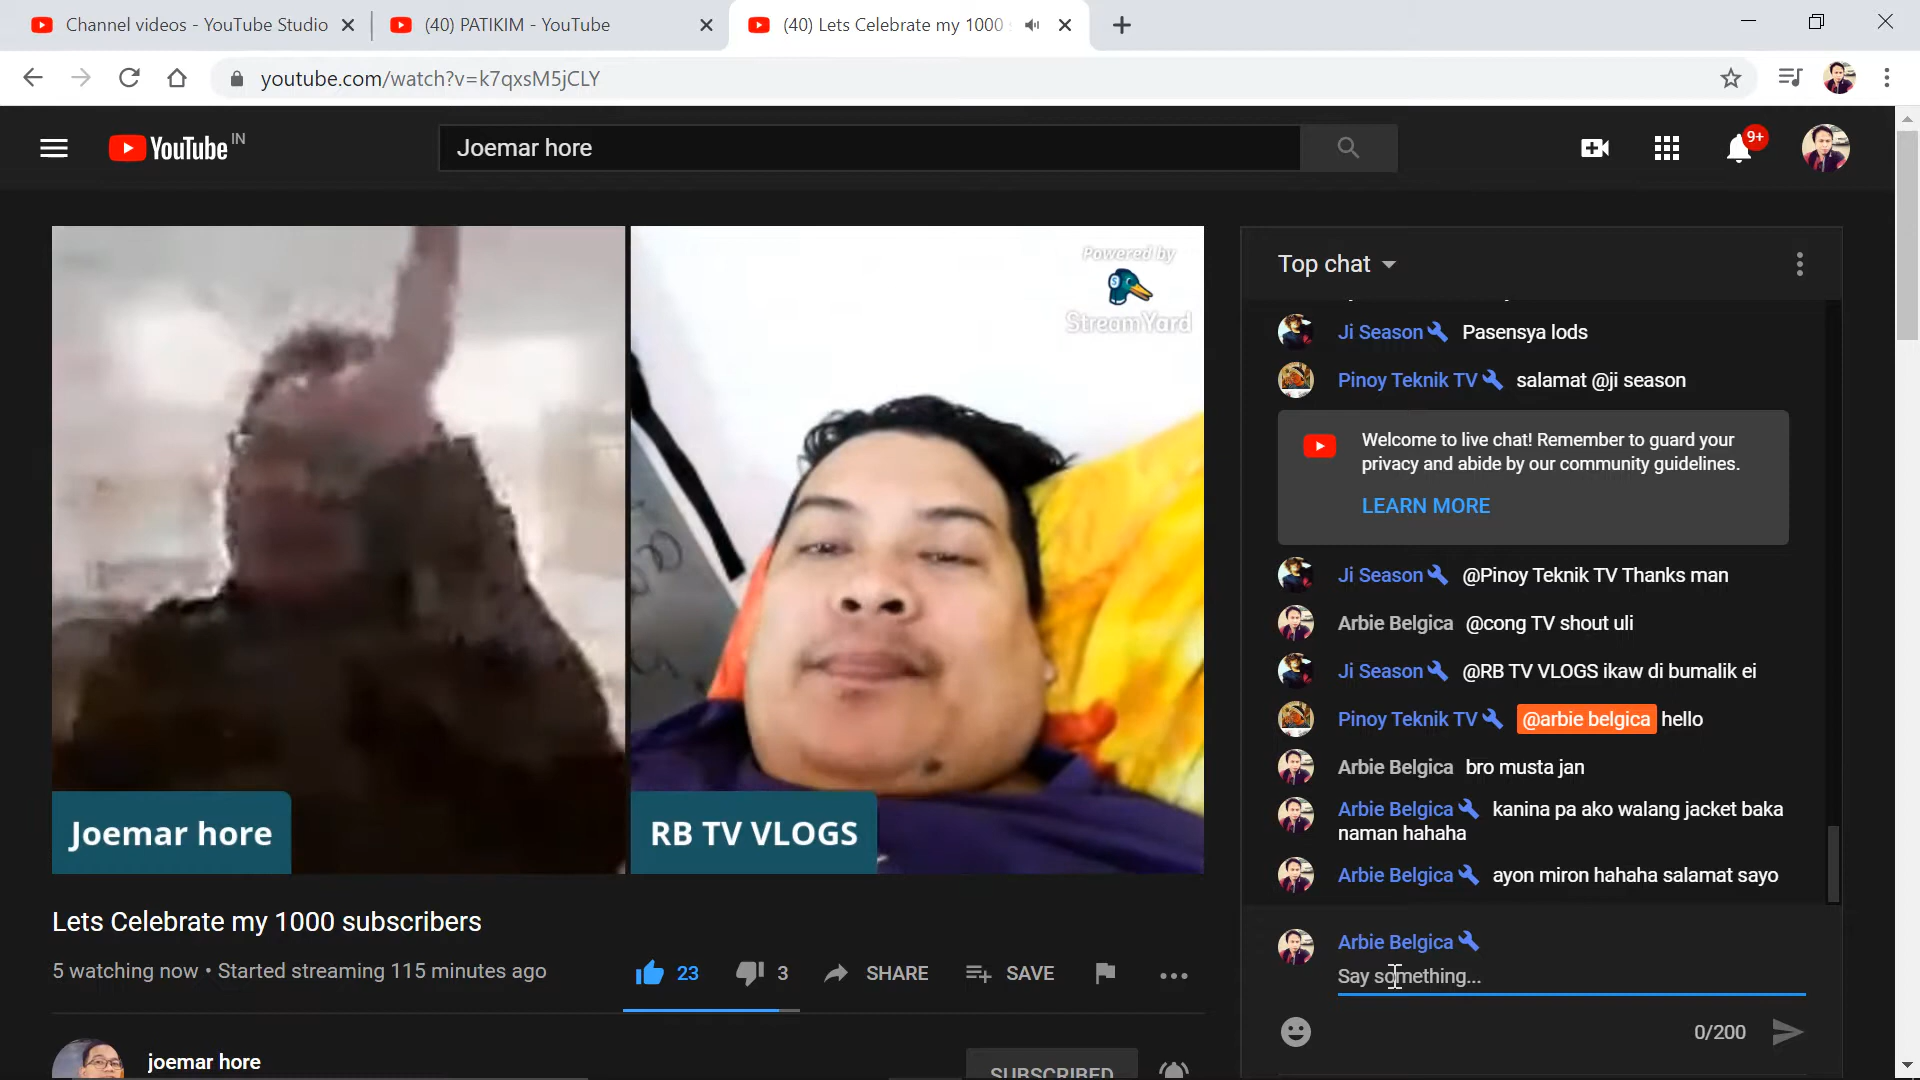 Channel videos - YouTube Studio
(40) PATIKIM - YouTube
(40) Lets Celebrate my 1000
youtube.com/watch?v=k7qxsM5jCLY
YouTube IN
Joemar hore
9+
Powered by
StreamYard
Joemar hore
RB TV VLOGS
Lets Celebrate my 1000 subscribers
5 watching now • Started streaming 115 minutes ago
23
3
SHARE
SAVE
joemar hore
SUBSCRIBED
Top chat
Ji Season Pasensya lods
Pinoy Teknik TV salamat @ji season
Welcome to live chat! Remember to guard your
privacy and abide by our community guidelines.
LEARN MORE
Ji Season @Pinoy Teknik TV Thanks man
Arbie Belgica @cong TV shout uli
Ji Season @RB TV VLOGS ikaw di bumalik ei
Pinoy Teknik TV @arbie belgica hello
Arbie Belgica bro musta jan
Arbie Belgica kanina pa ako walang jacket baka
naman hahaha
Arbie Belgica ayon miron hahaha salamat sayo
Arbie Belgica
Say something...
0/200